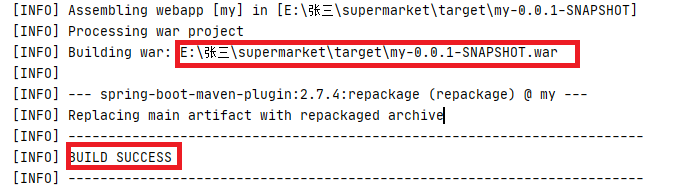 [INFO] Assembling webapp [my] in [E:\张三\supermarket\target\my-0.0.1-SNAPSHOT]
[INFO] Processing war project
[INFO] Building war: E:\张三\supermarket\target\my-0.0.1-SNAPSHOT.war
[INFO]
[INFO] --- spring-boot-maven-plugin:2.7.4:repackage (repackage) @ my ---
[INFO] Replacing main artifact with repackaged archive
[INFO] ------------------------------------------------------------------------
[INFO] BUILD SUCCESS
[INFO] ------------------------------------------------------------------------